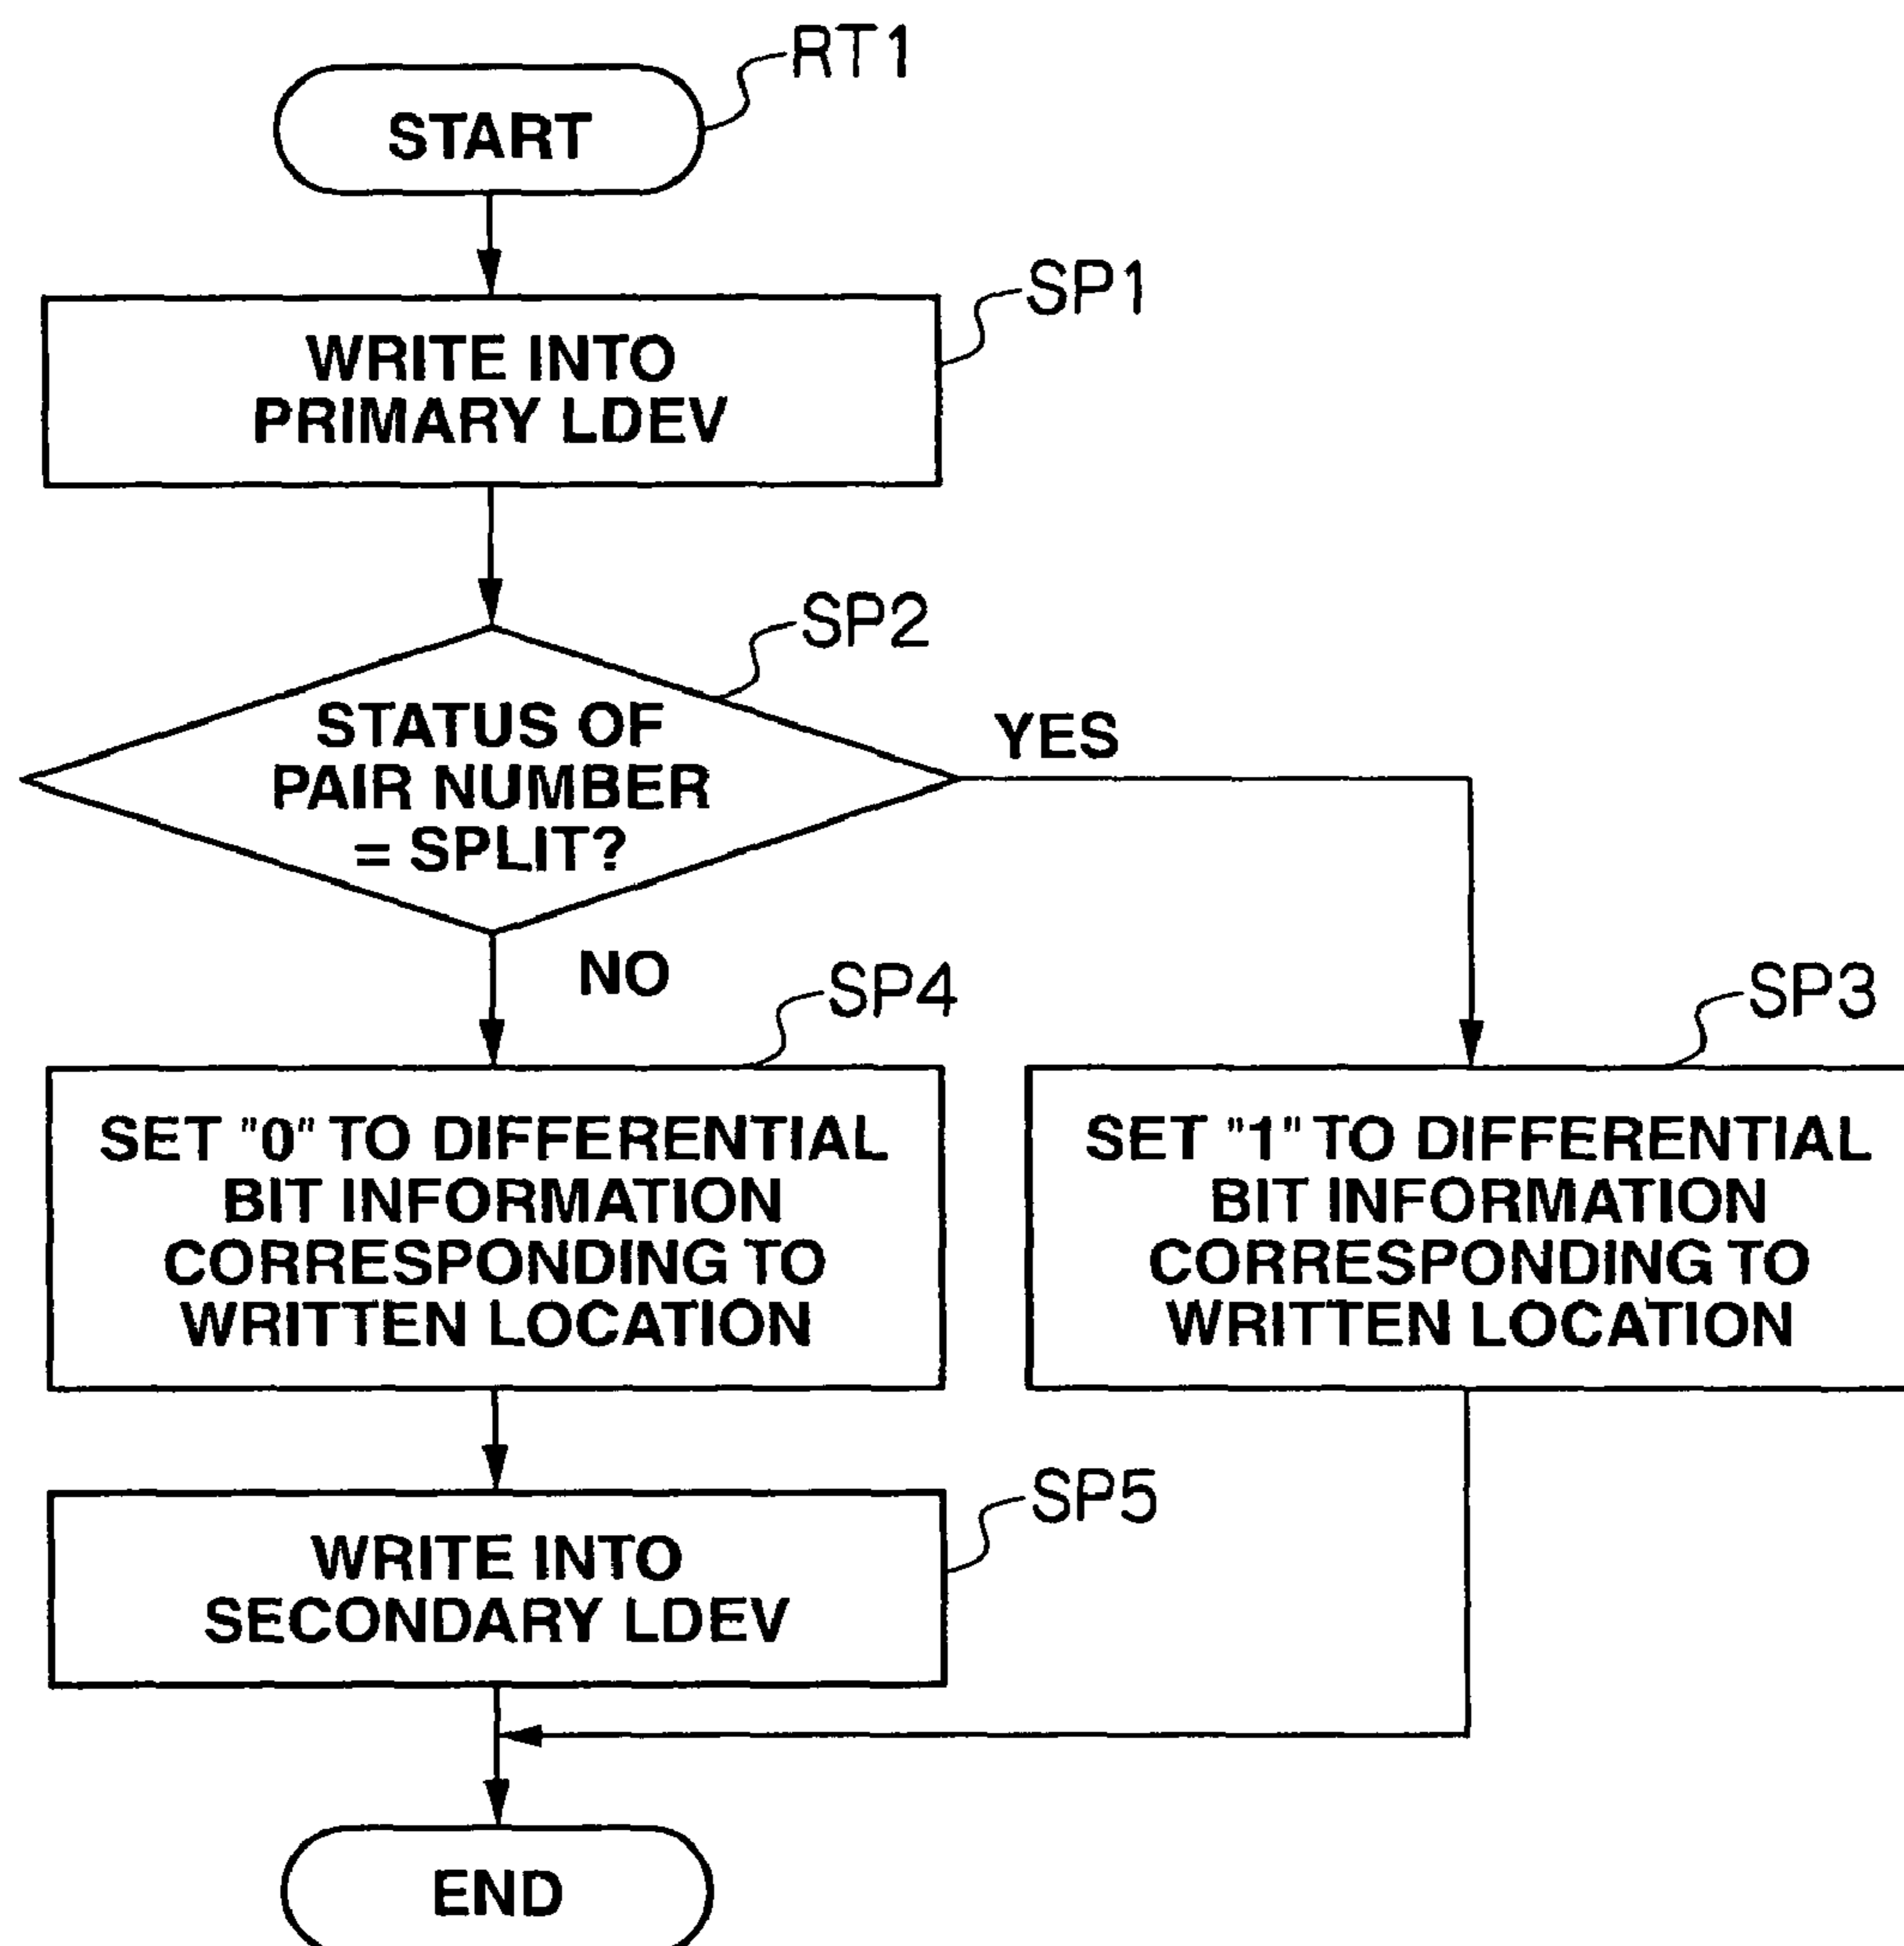 RT1
START
SP1
WRITE INTO
PRIMARY LDEV
SP2
STATUS OF
PAIR NUMBER
= SPLIT?
YES
NO
SP4
SP3
SET "0" TO DIFFERENTIAL
BIT INFORMATION
CORRESPONDING TO
WRITTEN LOCATION
SET "1" TO DIFFERENTIAL
BIT INFORMATION
CORRESPONDING TO
WRITTEN LOCATION
SP5
WRITE INTO
SECONDARY LDEV
END